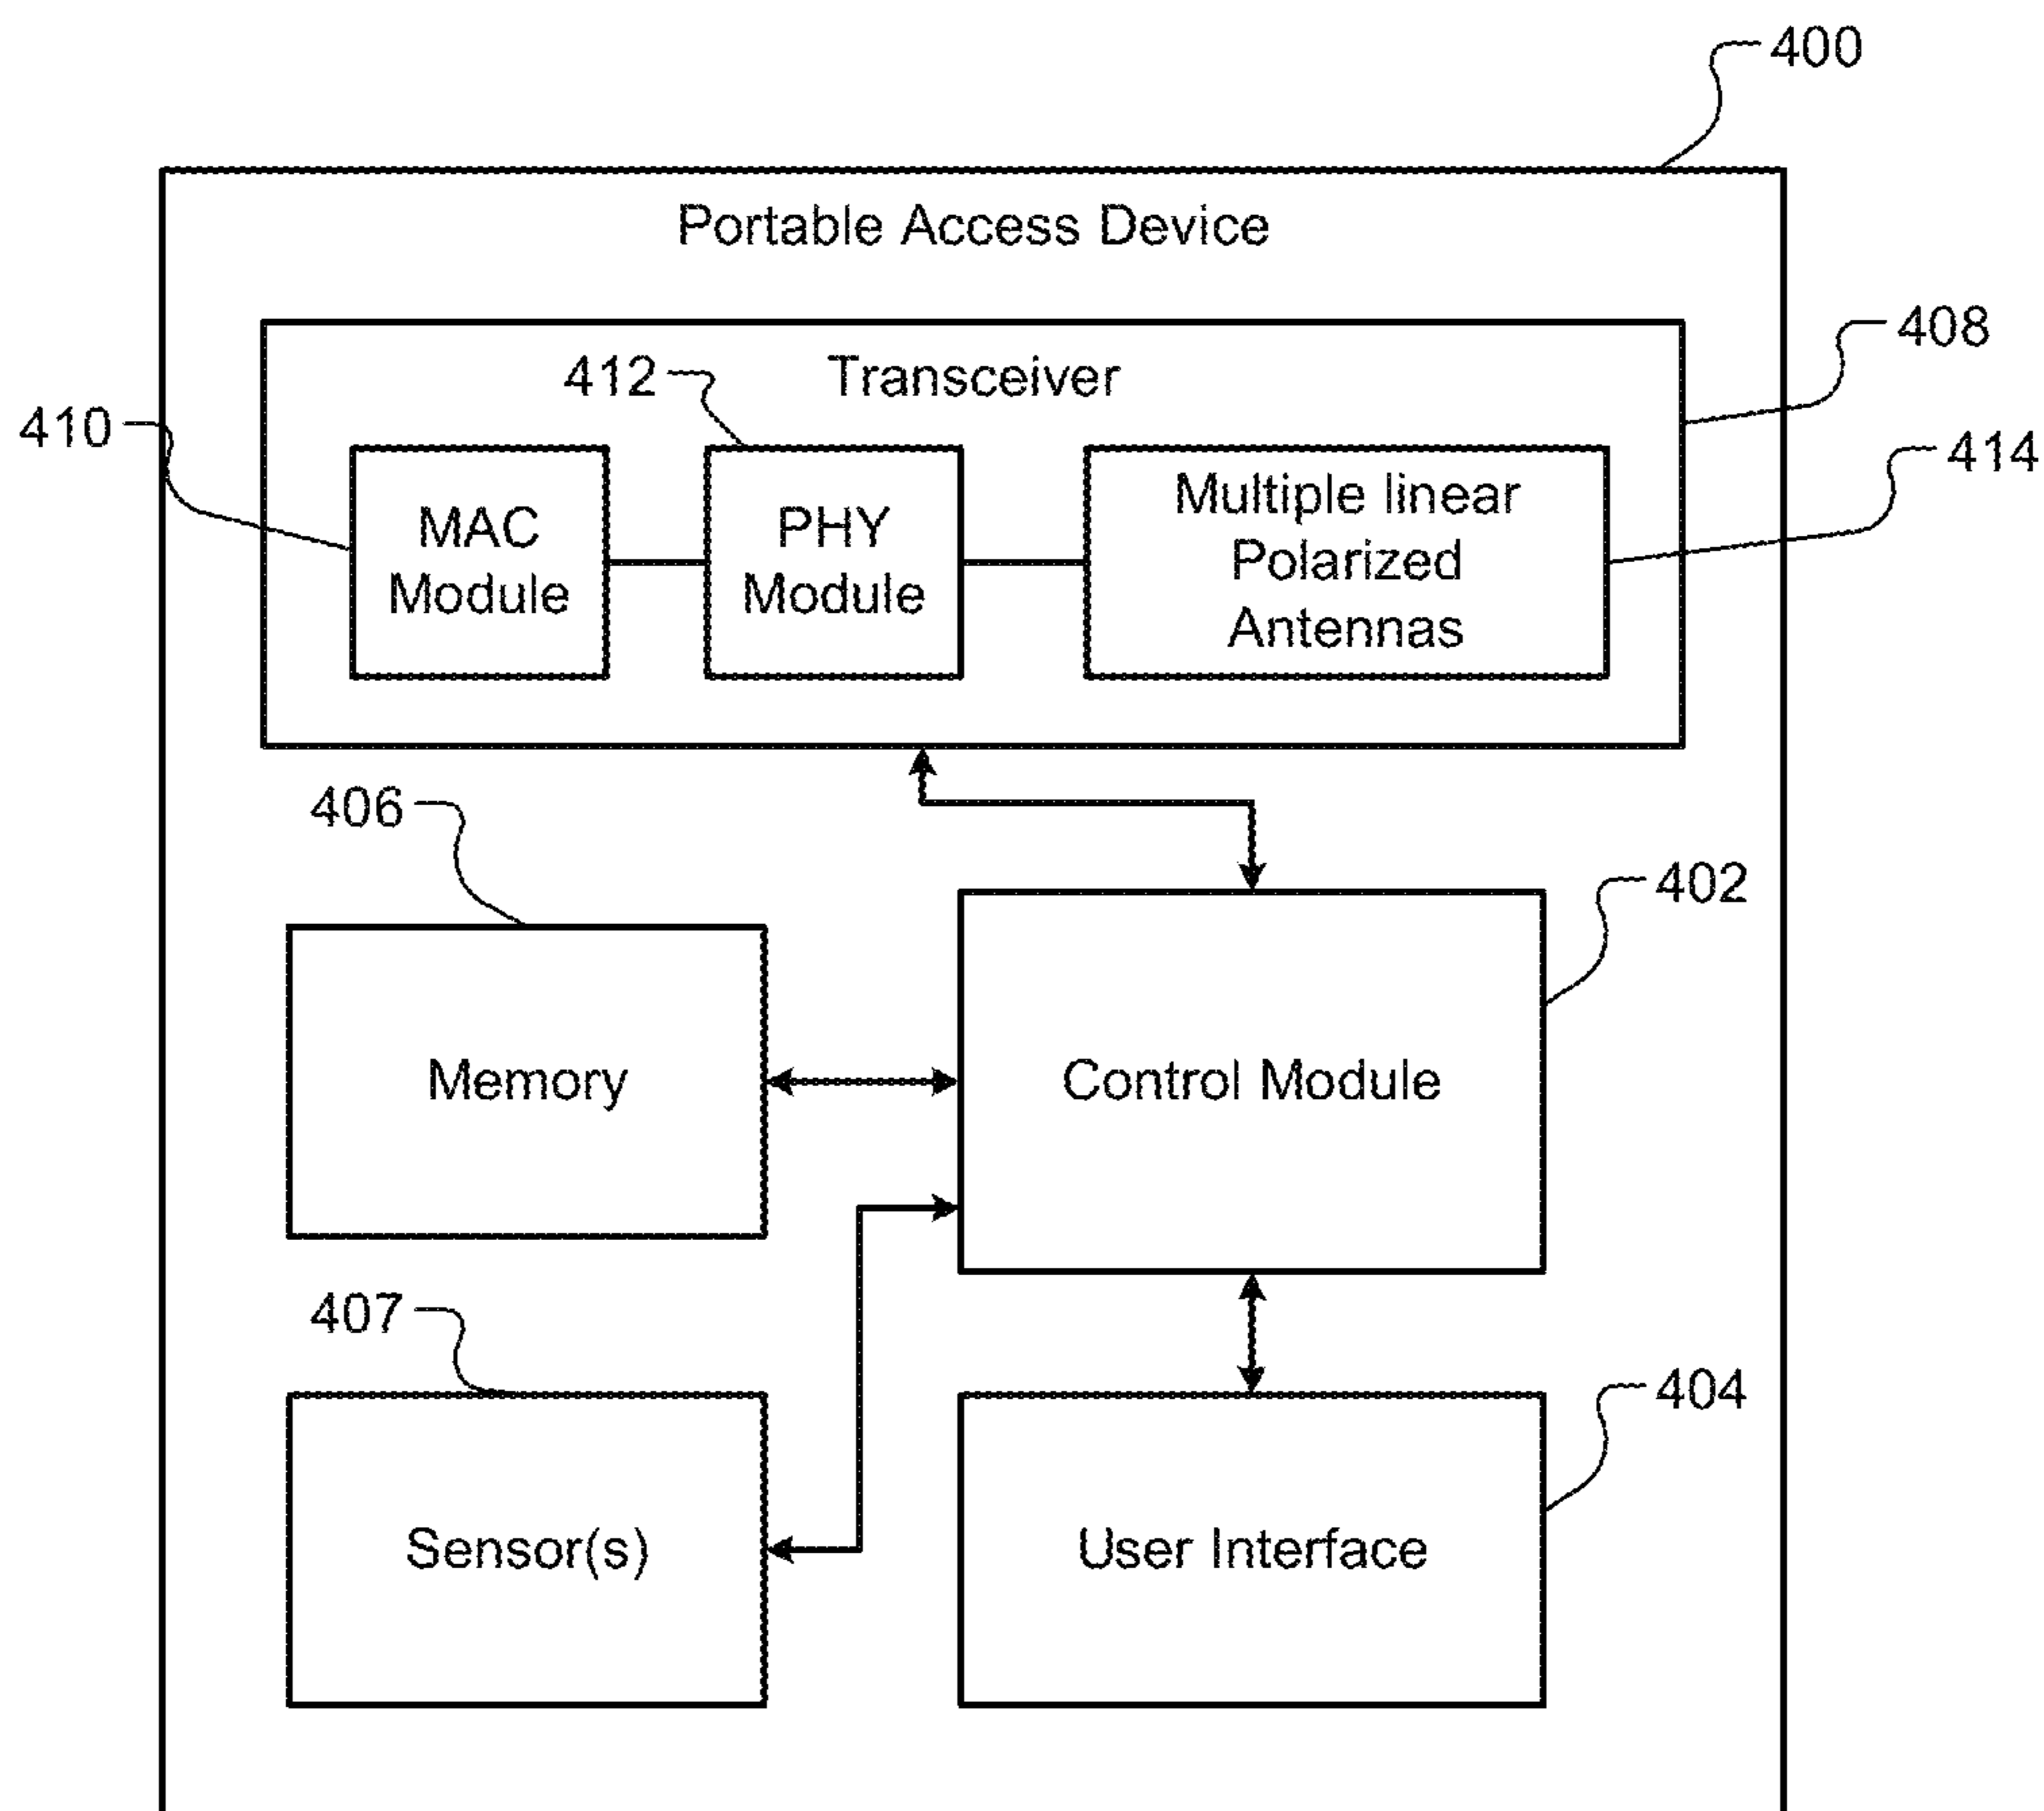 400
Portable Access Device
408
412
Transceiver
410
414
MAC
Module
PHY
Module
Multiple linear
Polarized
Antennas
406
402
Memory
Control Module
407
404
Sensor(s)
User Interface